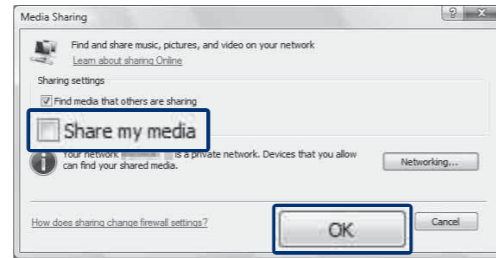 Media Sharing
Find and share music, pictures, and video on your network
Learn about sharing Online
Sharing settings
Find media that others are sharing
Share my media
Your network is a private network. Devices that you allow
can find your shared media.
Networking...
How does sharing change firewall settings?
OK
Cancel